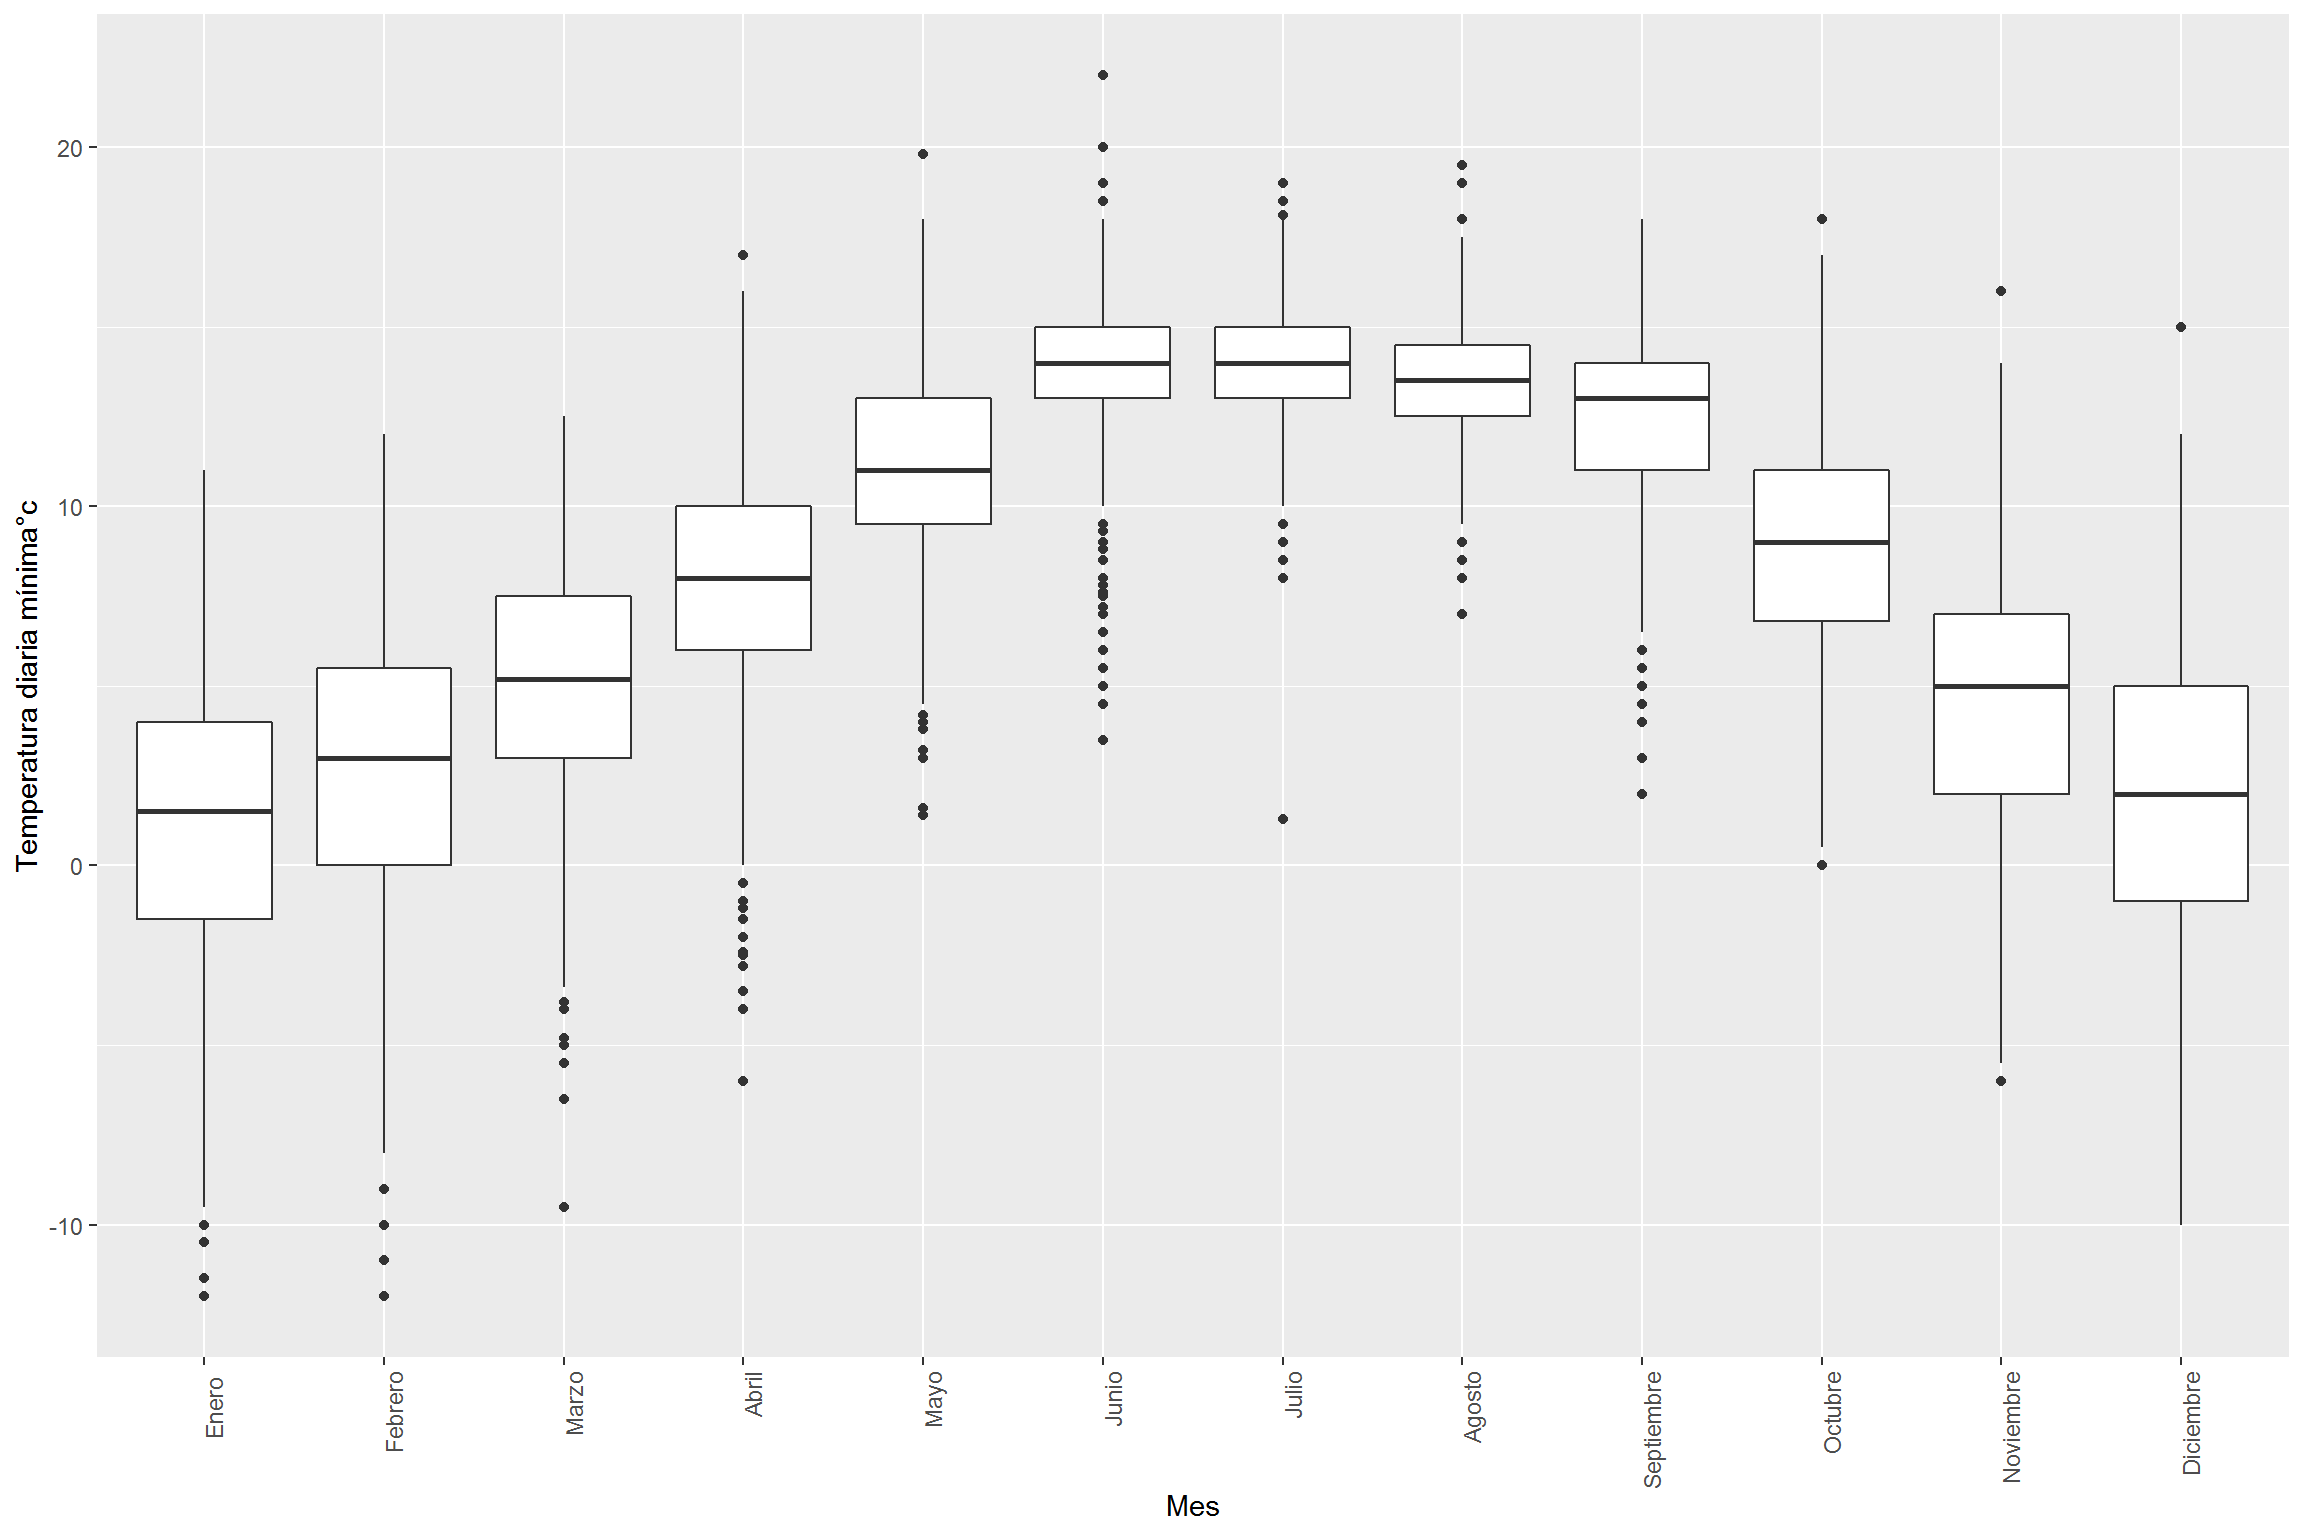 Temperatura diaria mínima°c
20
10
0
-10
Enero
Febrero
Marzo
Abril
Mayo
Junio
Julio
Agosto
Septiembre
Octubre
Noviembre
Diciembre
Mes